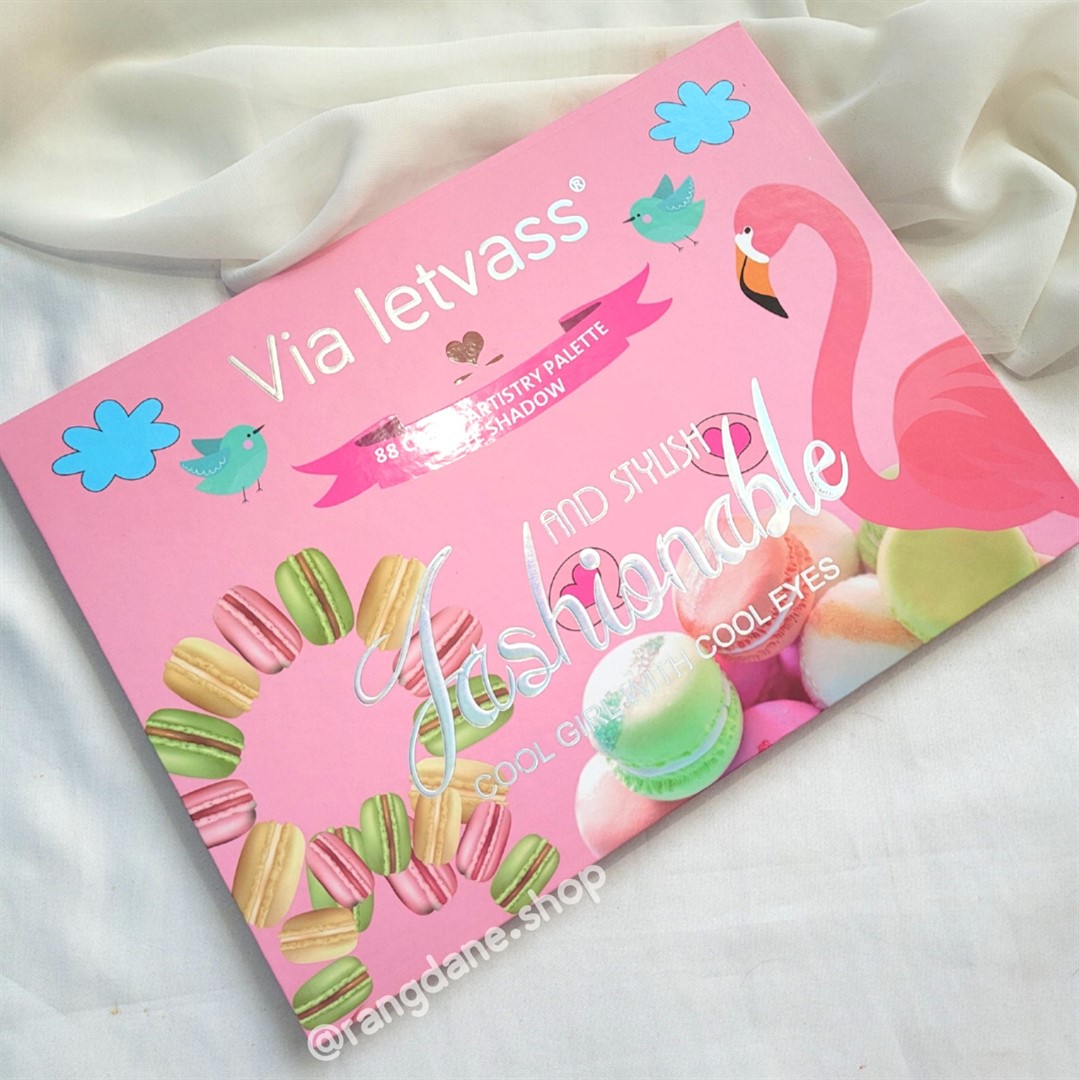 Via letvass®
88 ARTISTRY PALETTE
SHADOW
AND STYLISH
Fashionable
COOL GIRL WITH COOL EYES
@rangdane.shop